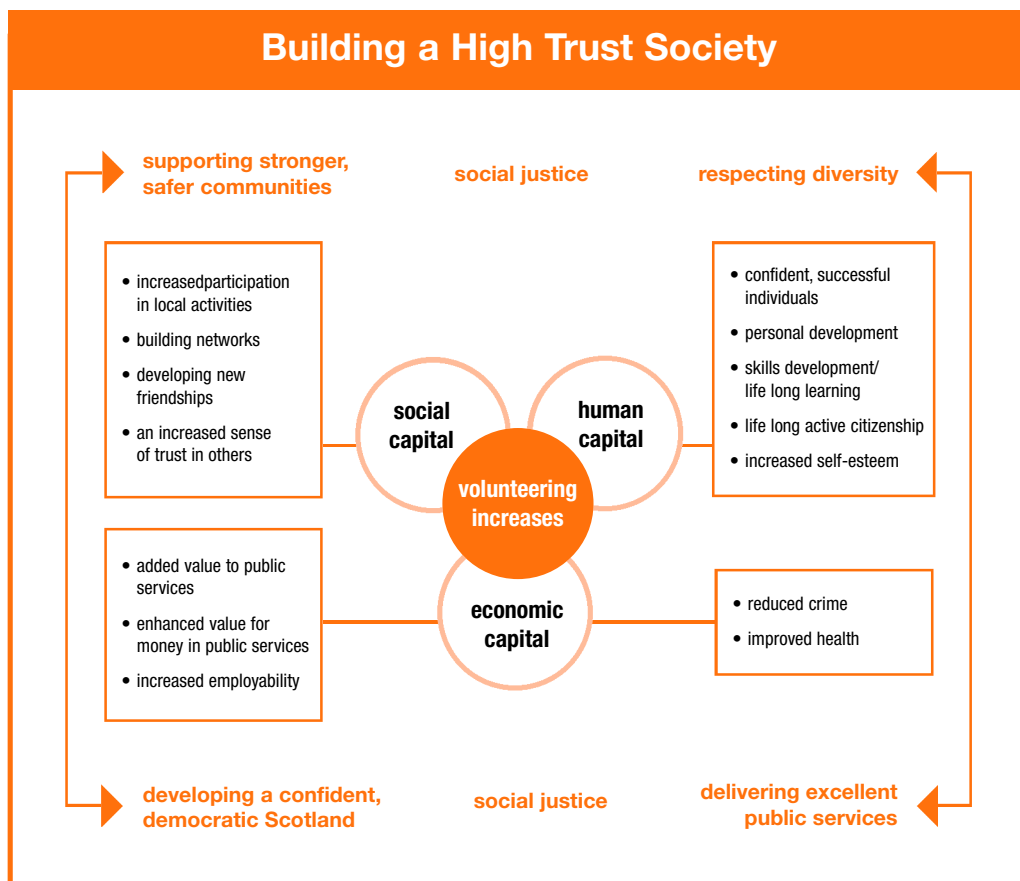 Building a High Trust Society
supporting stronger,
safer communities
social justice
respecting diversity
• increasedparticipation
in local activities
• building networks
• developing new
friendships
• an increased sense
of trust in others
• confident, successful
individuals
• personal development
• skills development/
life long learning
• life long active citizenship
• increased self-esteem
social
capital
human
capital
volunteering
increases
economic
capital
• added value to public
services
• enhanced value for
money in public services
• increased employability
• reduced crime
• improved health
developing a confident,
democratic Scotland
social justice
delivering excellent
public services